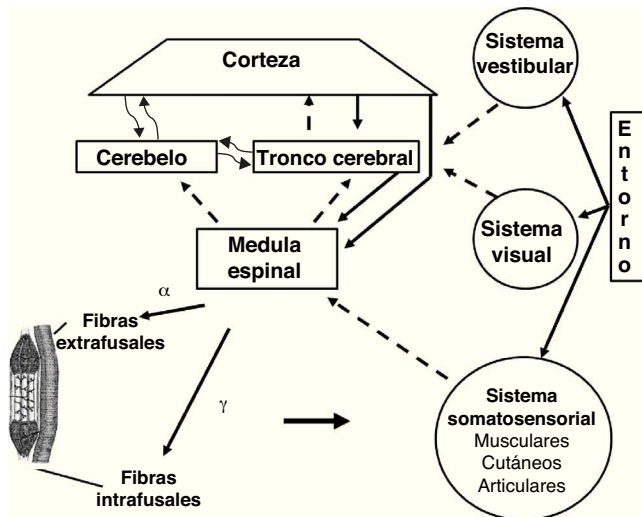 Corteza
Sistema
vestibular
Entorno
Cerebelo
Tronco cerebral
Sistema
visual
Medula
espinal
α
Fibras
extrafusales
γ
Sistema
somatosensorial
Musculares
Cutáneos
Articulares
Fibras
intrafusales